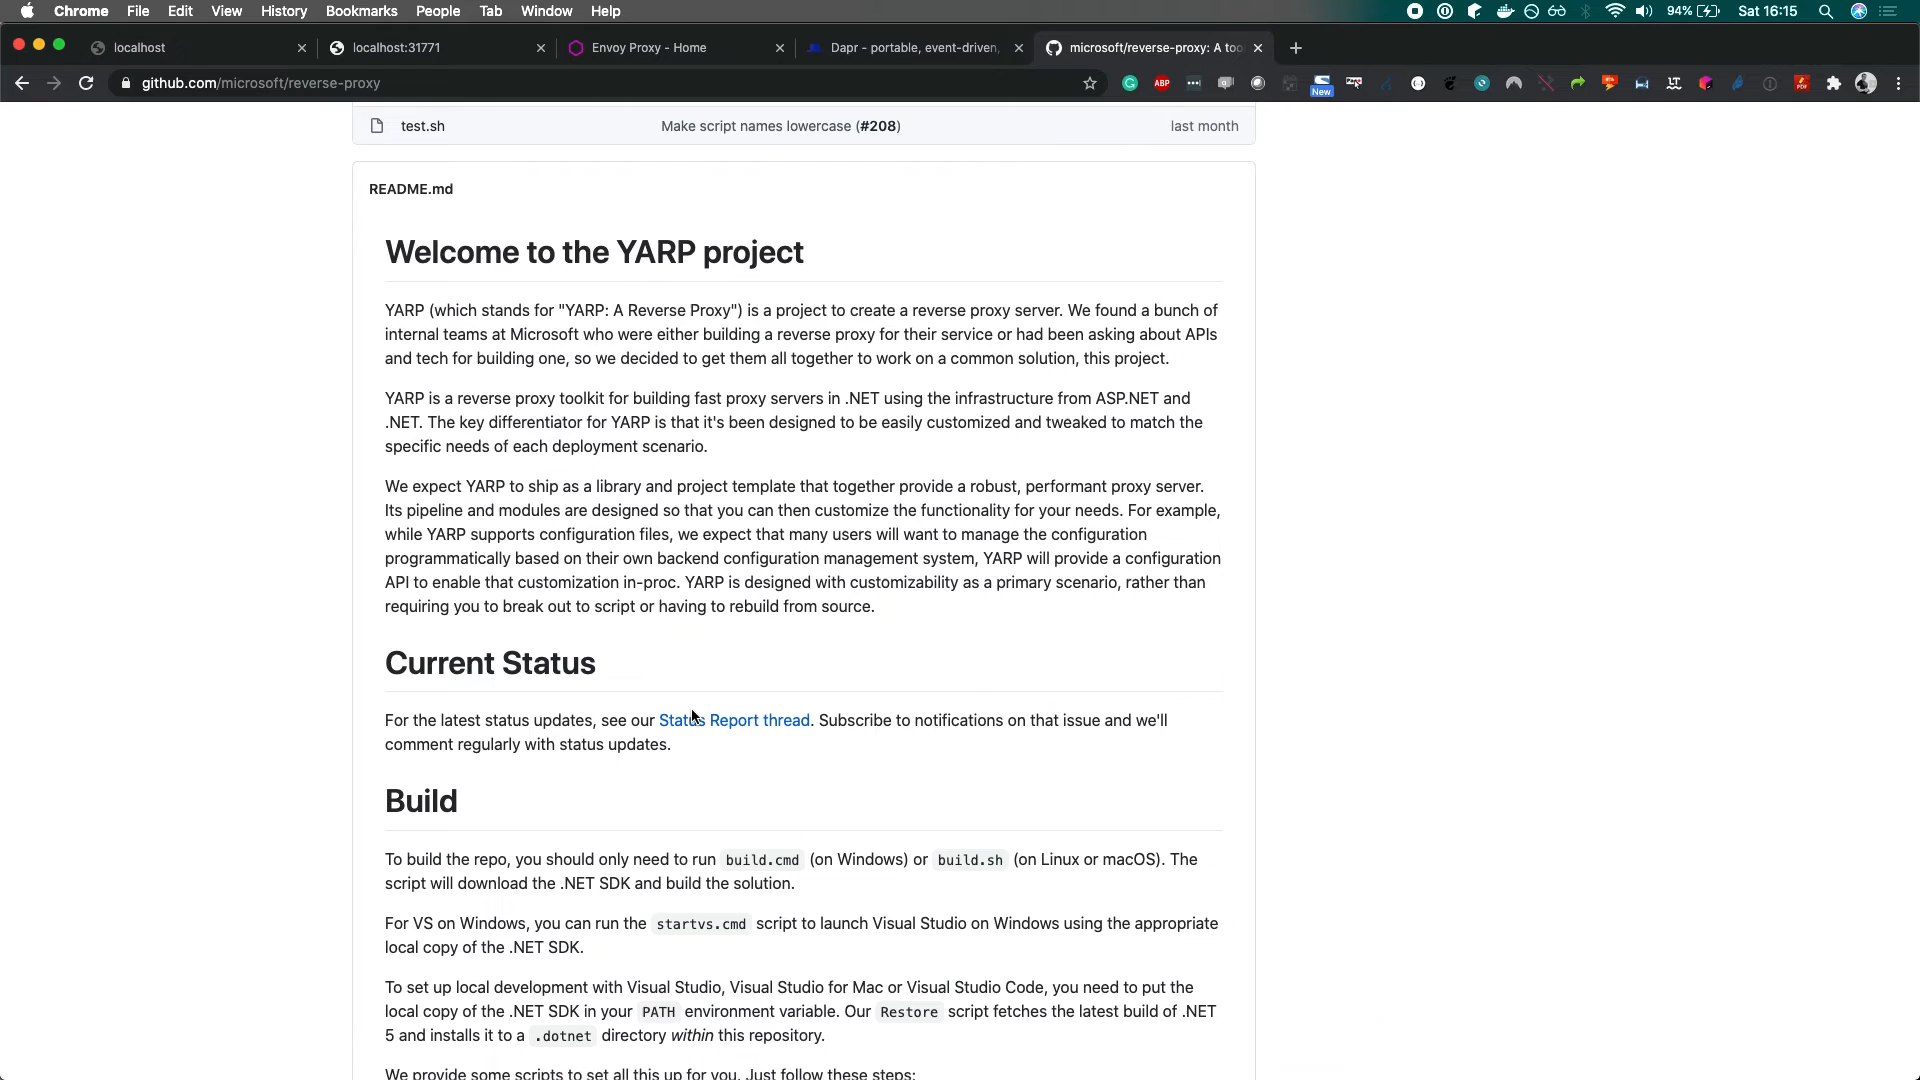 Chrome File Edit View History Bookmarks People Tab Window Help 94% Sat 16:15
localhost localhost:31771 Envoy Proxy - Home Dapr - portable, event-driven, microsoft/reverse-proxy: A too
github.com/microsoft/reverse-proxy ABP New
test.sh Make script names lowercase (#208) last month
README.md
Welcome to the YARP project
YARP (which stands for "YARP: A Reverse Proxy") is a project to create a reverse proxy server. We found a bunch of
internal teams at Microsoft who were either building a reverse proxy for their service or had been asking about APIs
and tech for building one, so we decided to get them all together to work on a common solution, this project.
YARP is a reverse proxy toolkit for building fast proxy servers in .NET using the infrastructure from ASP.NET and
.NET. The key differentiator for YARP is that it's been designed to be easily customized and tweaked to match the
specific needs of each deployment scenario.
We expect YARP to ship as a library and project template that together provide a robust, performant proxy server.
Its pipeline and modules are designed so that you can then customize the functionality for your needs. For example,
while YARP supports configuration files, we expect that many users will want to manage the configuration
programmatically based on their own backend configuration management system, YARP will provide a configuration
API to enable that customization in-proc. YARP is designed with customizability as a primary scenario, rather than
requiring you to break out to script or having to rebuild from source.
Current Status
For the latest status updates, see our Status Report thread. Subscribe to notifications on that issue and we'll
comment regularly with status updates.
Build
To build the repo, you should only need to run build.cmd (on Windows) or build.sh (on Linux or macOS). The
script will download the .NET SDK and build the solution.
For VS on Windows, you can run the startvs.cmd script to launch Visual Studio on Windows using the appropriate
local copy of the .NET SDK.
To set up local development with Visual Studio, Visual Studio for Mac or Visual Studio Code, you need to put the
local copy of the .NET SDK in your PATH environment variable. Our Restore script fetches the latest build of .NET
5 and installs it to a .dotnet directory within this repository.
We provide some scripts to set all this up for you. Just follow these steps: